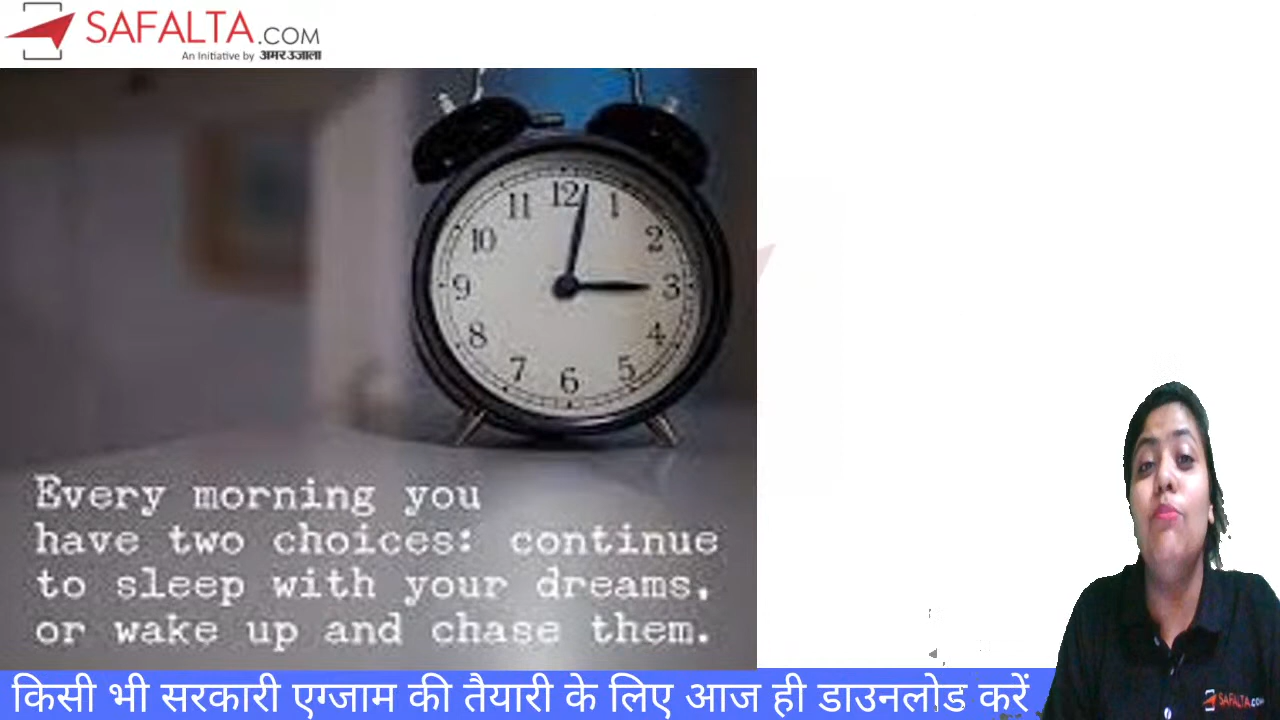 SAFALTA.COM
An Initiative by अमर उजाला
12
11
1
10
2
9
3
8
4
7
5
6
Every morning you
have two choices: continue
to sleep with your dreams,
or wake up and chase them.
किसी भी सरकारी एग्जाम की तैयारी के लिए आज ही डाउनलोड करें
SAFALTA.COM